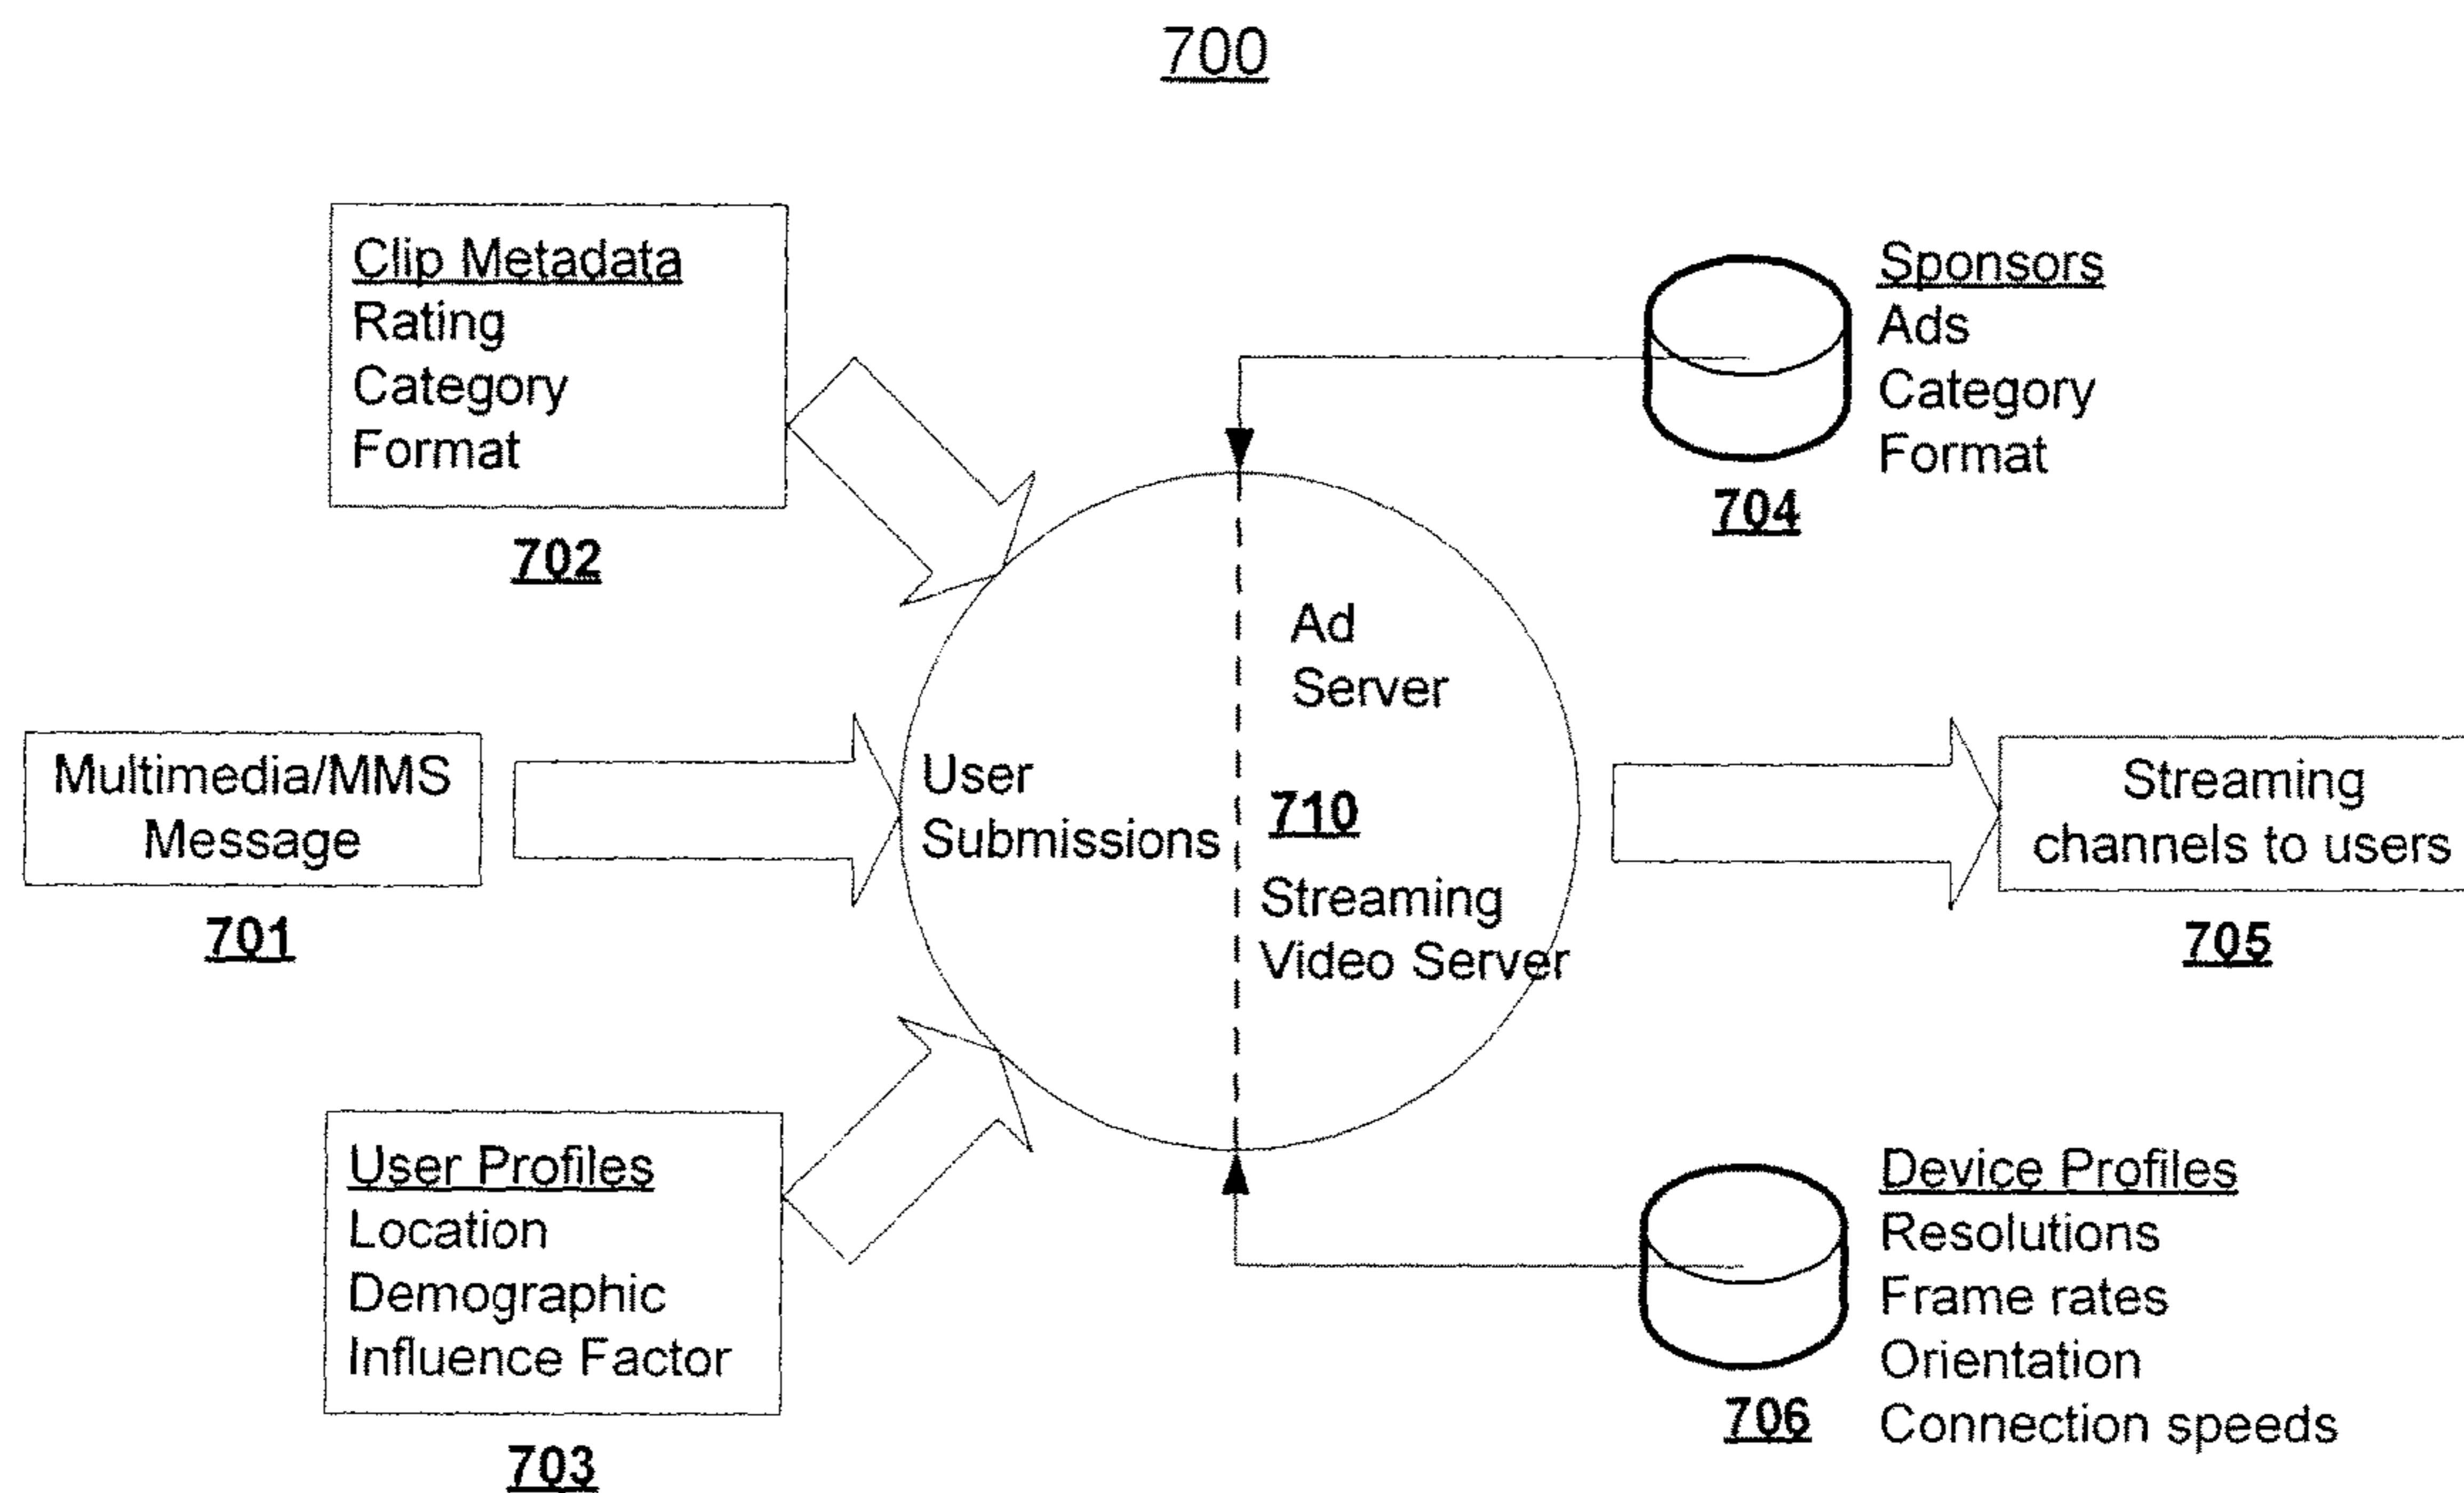 700
Clip Metadata
Rating
Category
Format
702
Sponsors
Ads
Category
Format
704
Multimedia/MMS
Message
701
User
Submissions
Ad
Server
710
Streaming
Video Server
Streaming
channels to users
705
User Profiles
Location
Demographic
Influence Factor
703
Device Profiles
Resolutions
Frame rates
Orientation
Connection speeds
706